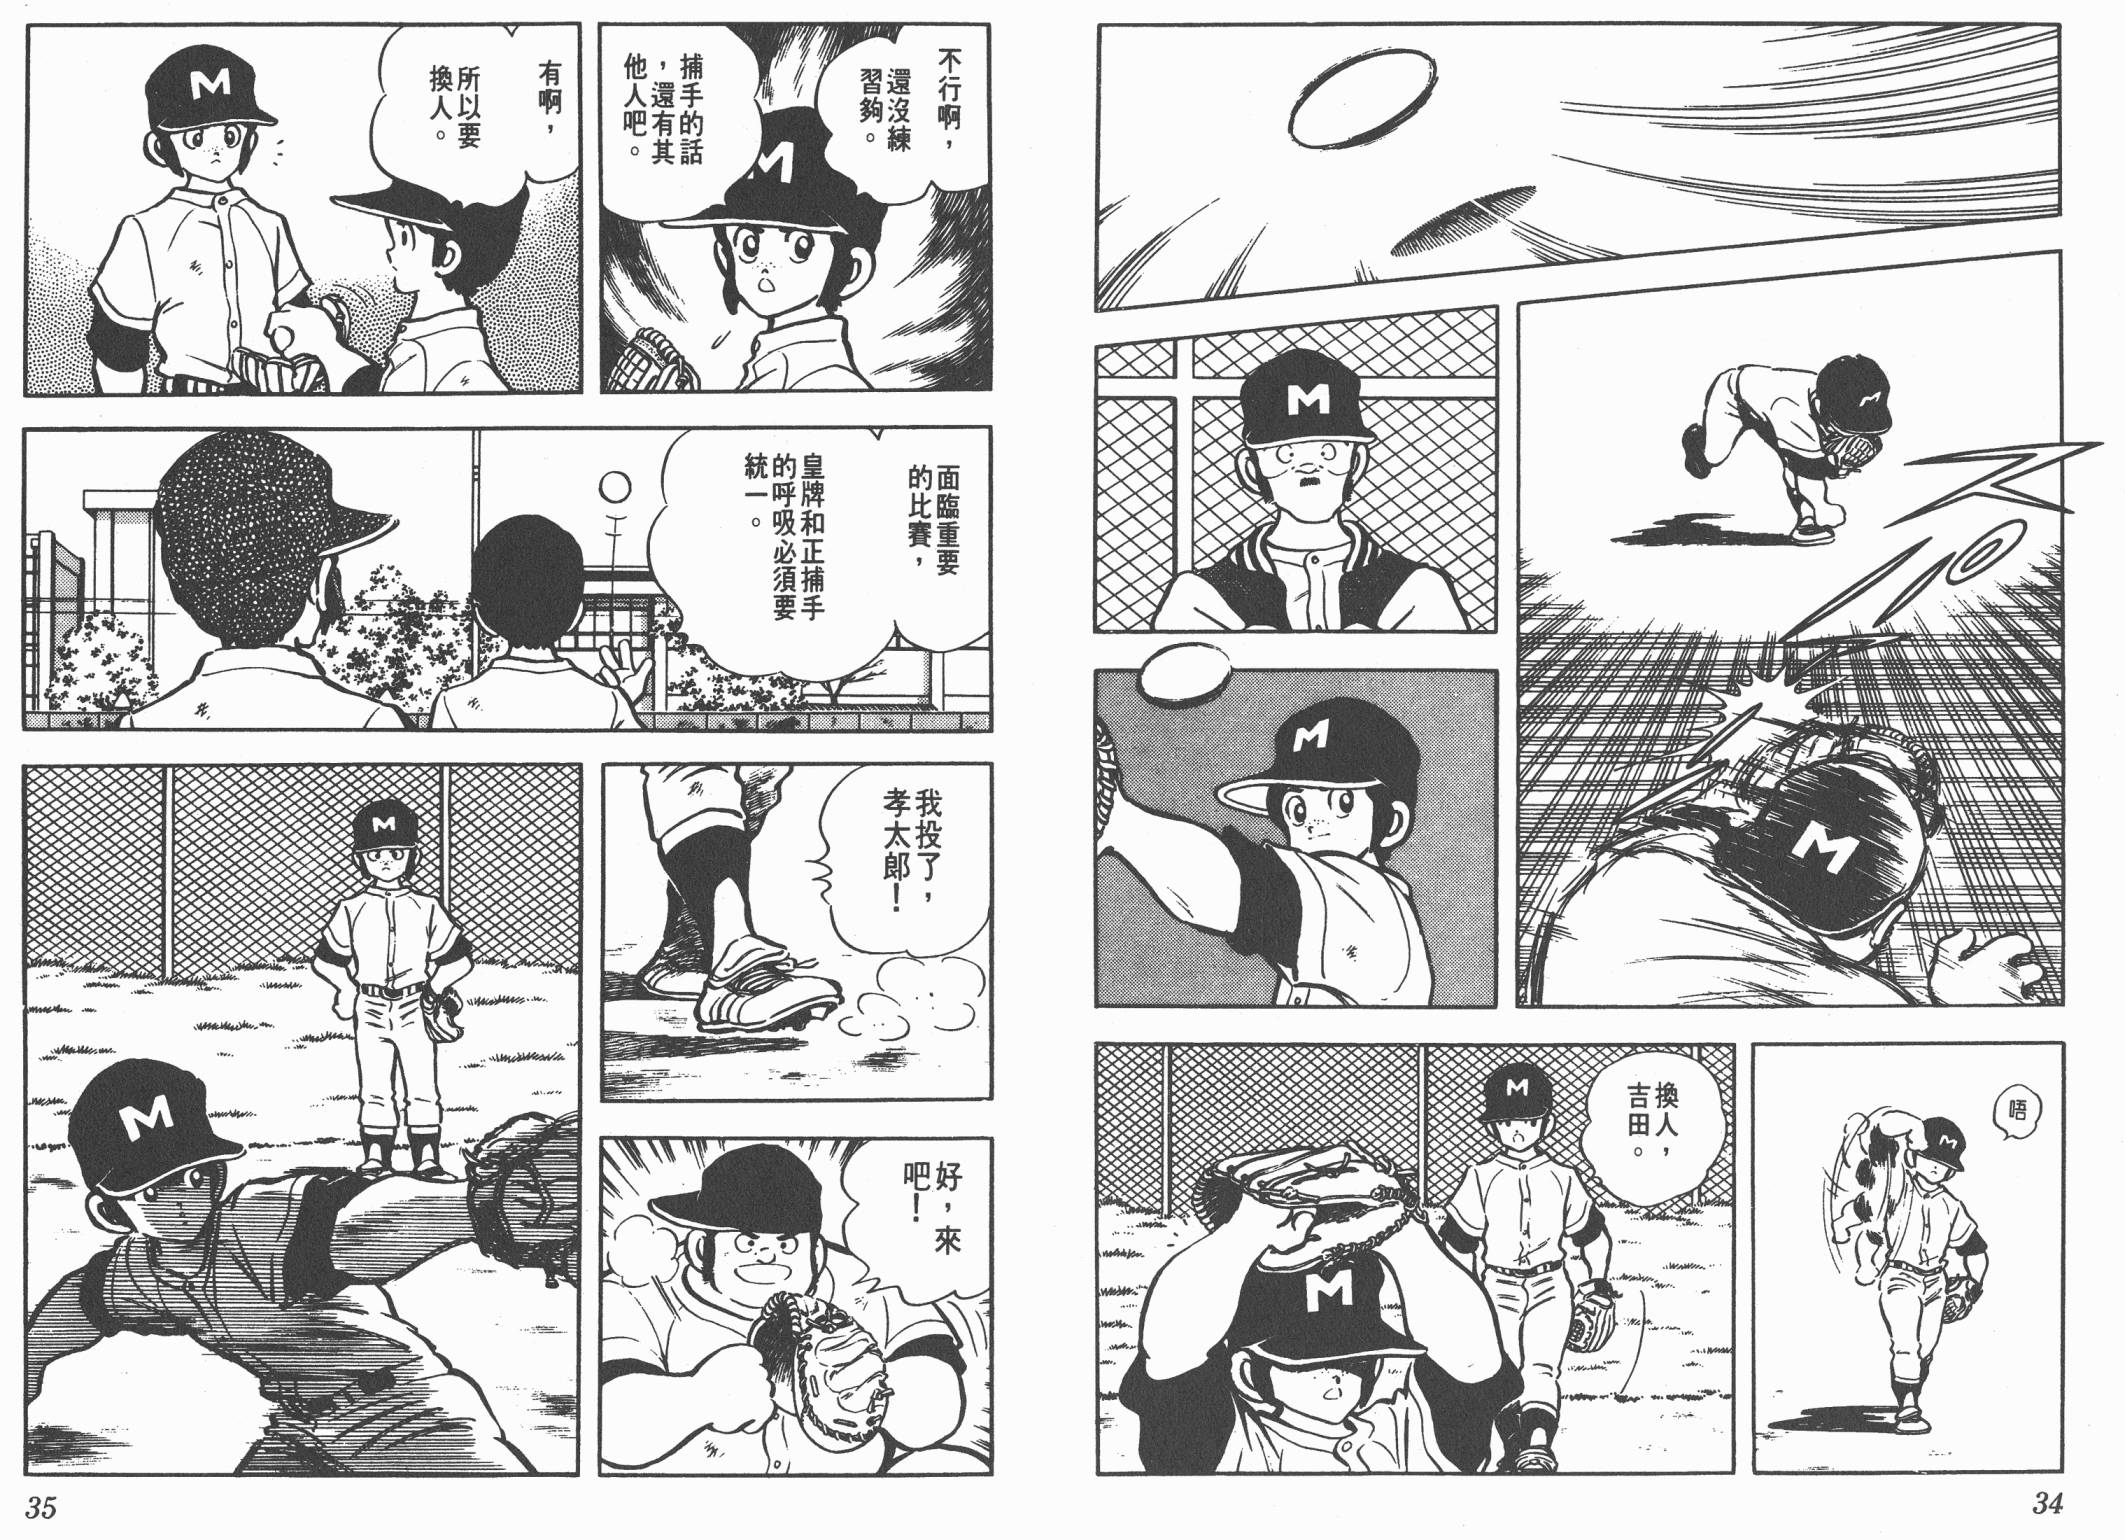 唔
換人，
吉田。
34
不行啊，
還沒練
習夠。
捕手的話
，還有其
他人吧。
有啊，
所以要
換人。
面臨重要
的比賽，
皇牌和正捕手
的呼吸必須要
統一。
我投了，
孝太郎！
好，來
吧！
35
M
M
M
M
M
M
M
M
M
M
M